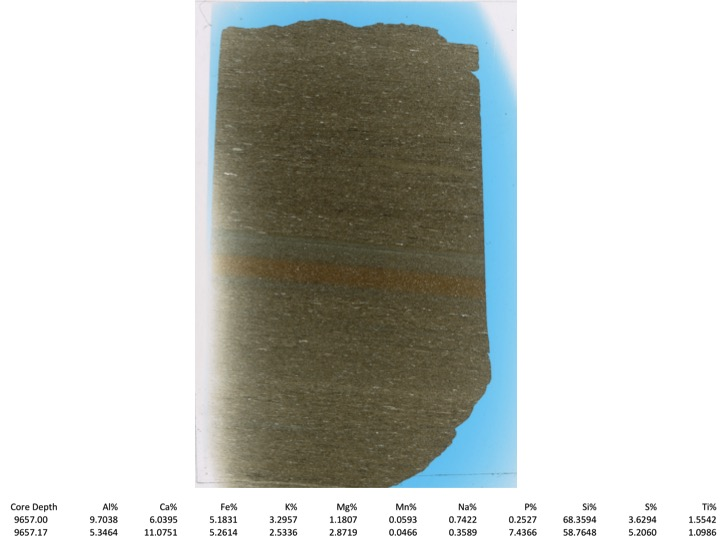 Core Depth Al% Ca% Fe% K% Mg% Mn% Na% P% Si% S% Ti%
9657.00 9.7038 6.0395 5.1831 3.2957 1.1807 0.0593 0.7422 0.2527 68.3594 3.6294 1.5542
9657.17 5.3464 11.0751 5.2614 2.5336 2.8719 0.0466 0.3589 7.4366 58.7648 5.2060 1.0986